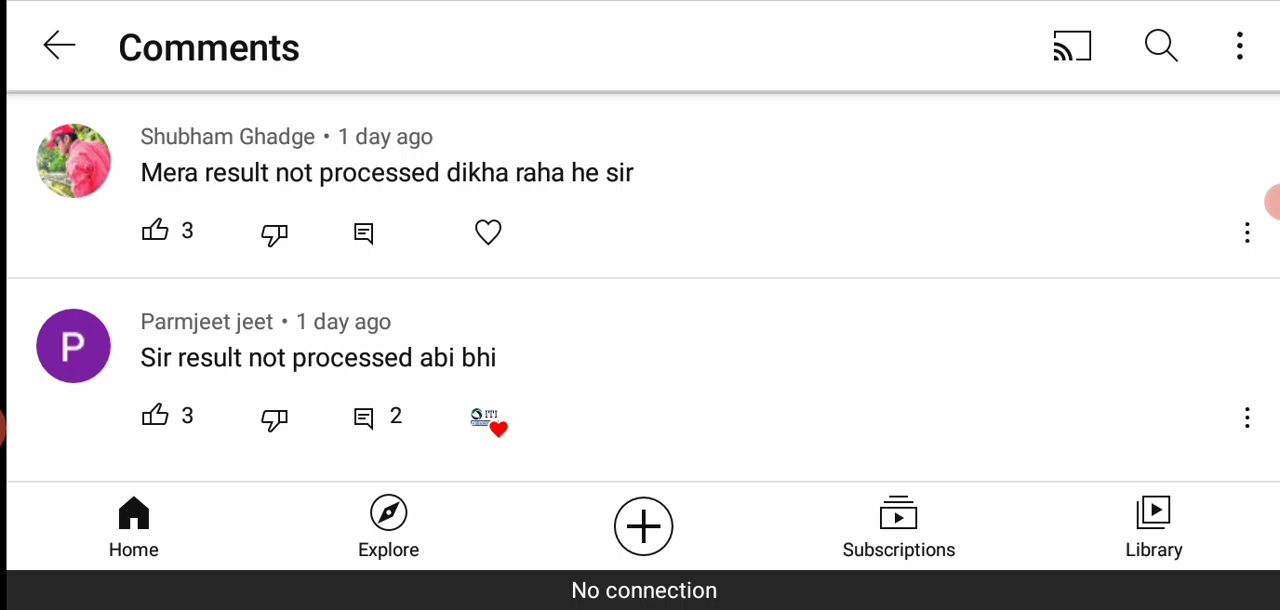 Comments
Shubham Ghadge • 1 day ago
Mera result not processed dikha raha he sir
3
P
Parmjeet jeet • 1 day ago
Sir result not processed abi bhi
3 2 ITI
Home Explore Subscriptions Library
No connection